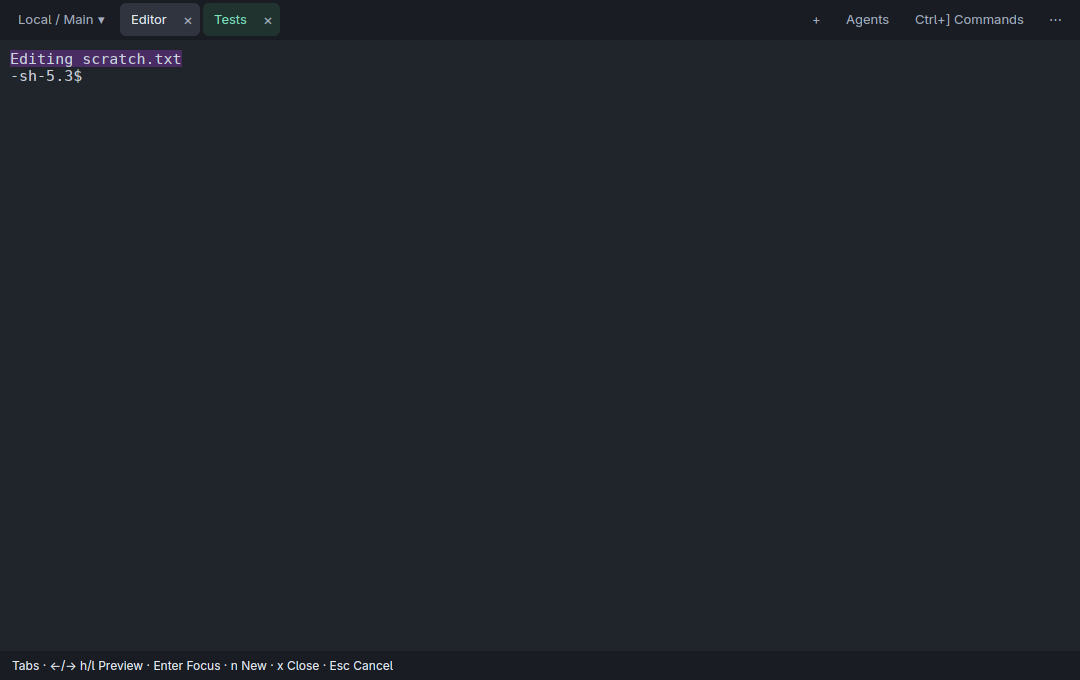 Local / Main ▾ Editor × Tests × + Agents Ctrl+] Commands ⋯
Editing scratch.txt
-sh-5.3$
Tabs · ←/→ h/l Preview · Enter Focus · n New · x Close · Esc Cancel